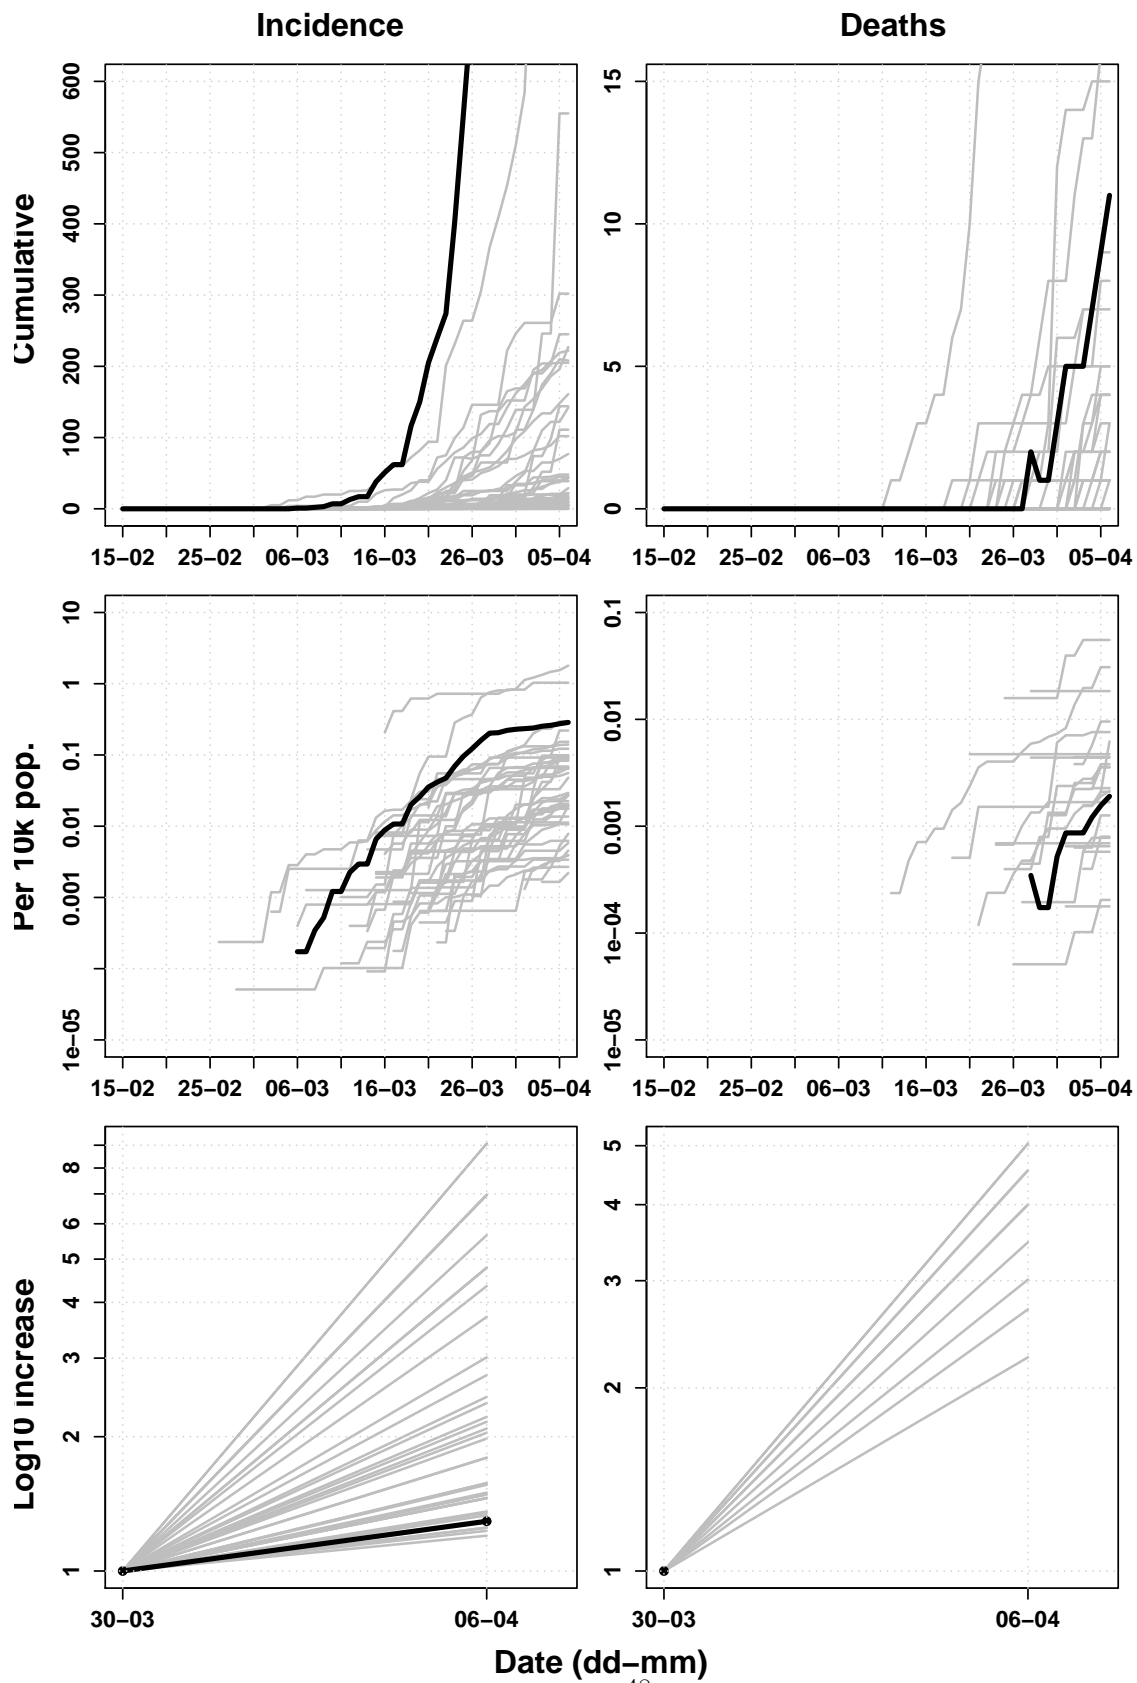 Incidence
Deaths
Cumulative
0 100 200 300 400 500 600
15−02 25−02 06−03 16−03 26−03 05−04
0 5 10 15
15−02 25−02 06−03 16−03 26−03 05−04
Per 10k pop.
1e−05 0.001 0.01 0.1 1 10
15−02 25−02 06−03 16−03 26−03 05−04
1e−05 1e−04 0.001 0.01 0.1
15−02 25−02 06−03 16−03 26−03 05−04
Log10 increase
1 2 3 4 5 6 8
30−03 06−04
1 2 3 4 5
30−03 06−04
Date (dd−mm)